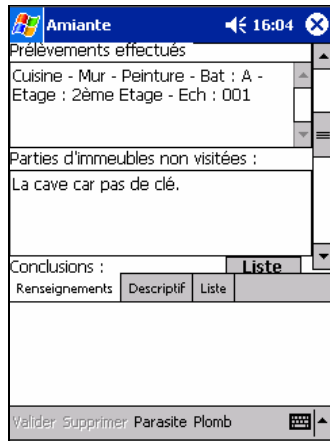 Amiante 16:04
Prélèvements effectués
Cuisine - Mur - Peinture - Bat : A -
Etage : 2ème Etage - Ech : 001
Parties d'immeubles non visitées :
La cave car pas de clé.
Conclusions : Liste
Renseignements Descriptif Liste
Valider Supprimer Parasite Plomb